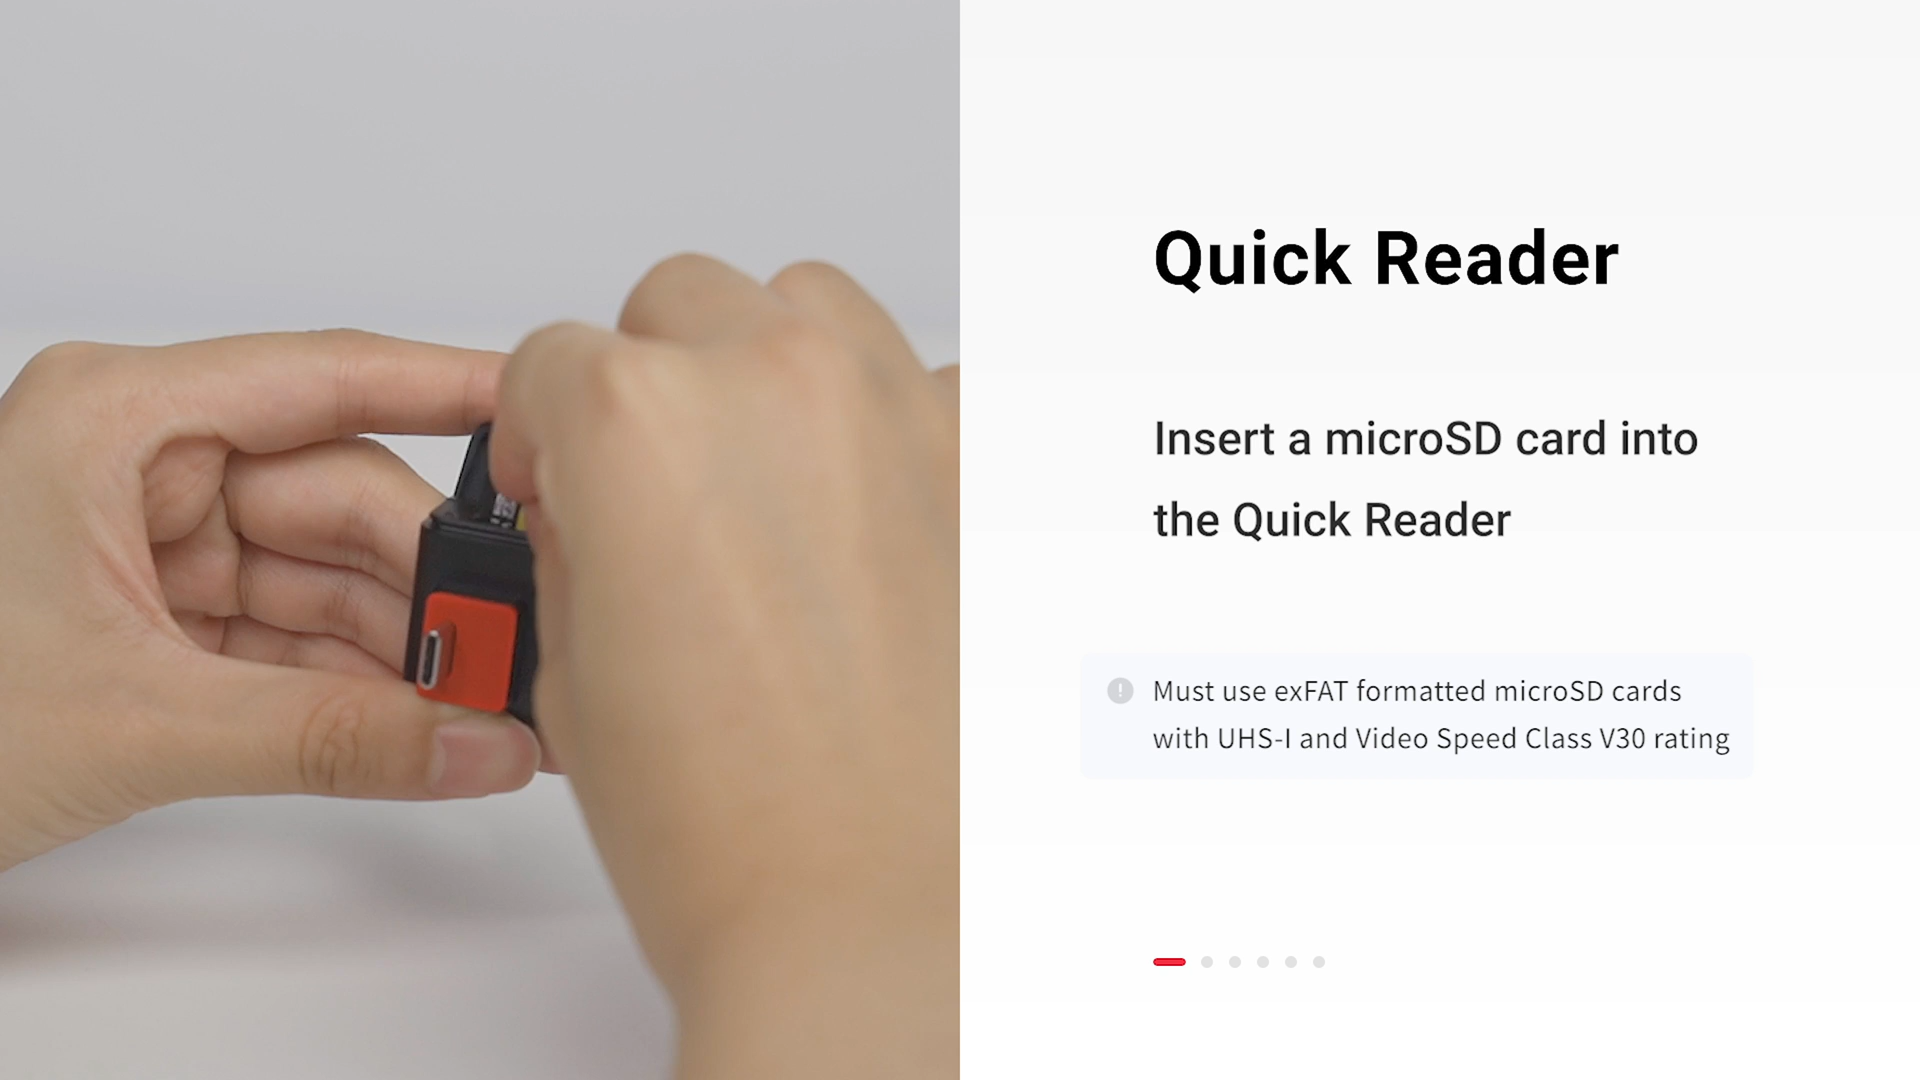 Quick Reader
Insert a microSD card into
the Quick Reader
Must use exFAT formatted microSD cards
with UHS-I and Video Speed Class V30 rating